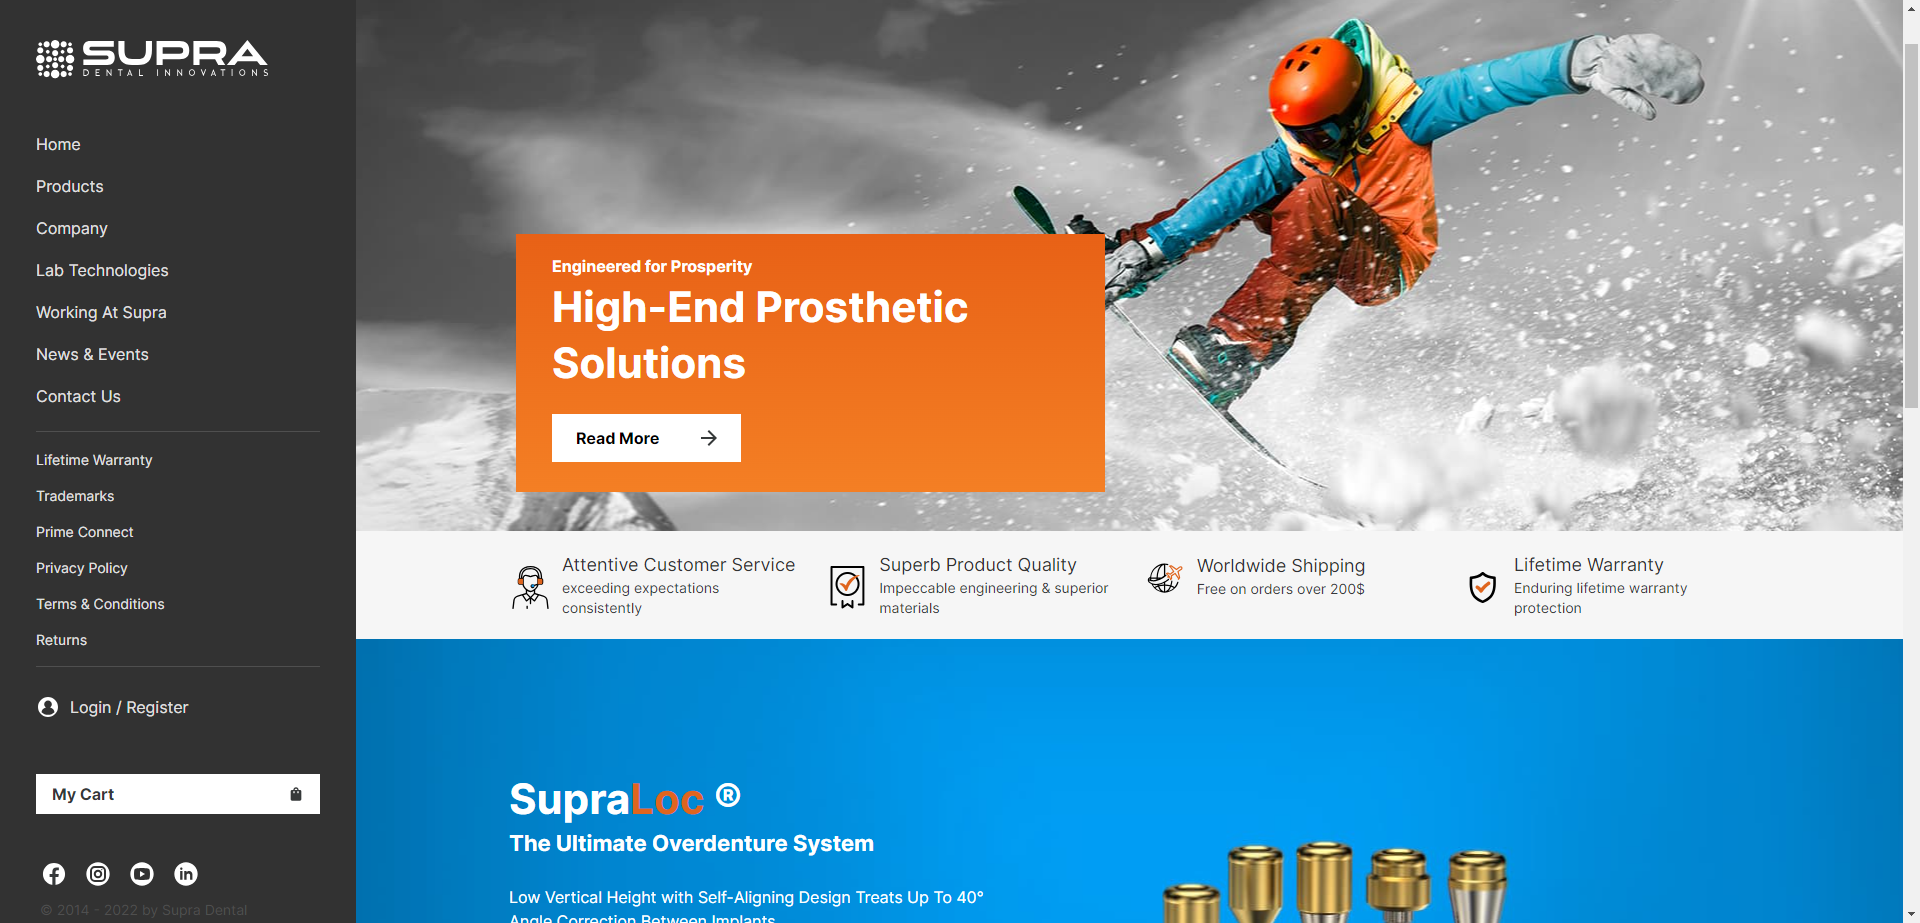 SUPRA
DENTAL INNOVATIONS
Home
Products
Company
Lab Technologies
Working At Supra
News & Events
Contact Us
Lifetime Warranty
Trademarks
Prime Connect
Privacy Policy
Terms & Conditions
Returns
Login / Register
My Cart
© 2014 - 2022 by Supra Dental
Engineered for Prosperity
High-End Prosthetic
Solutions
Read More
Attentive Customer Service
exceeding expectations
consistently
Superb Product Quality
Impeccable engineering & superior
materials
Worldwide Shipping
Free on orders over 200$
Lifetime Warranty
Enduring lifetime warranty
protection
SupraLoc ®
The Ultimate Overdenture System
Low Vertical Height with Self-Aligning Design Treats Up To 40°
Angle Correction Between Implants